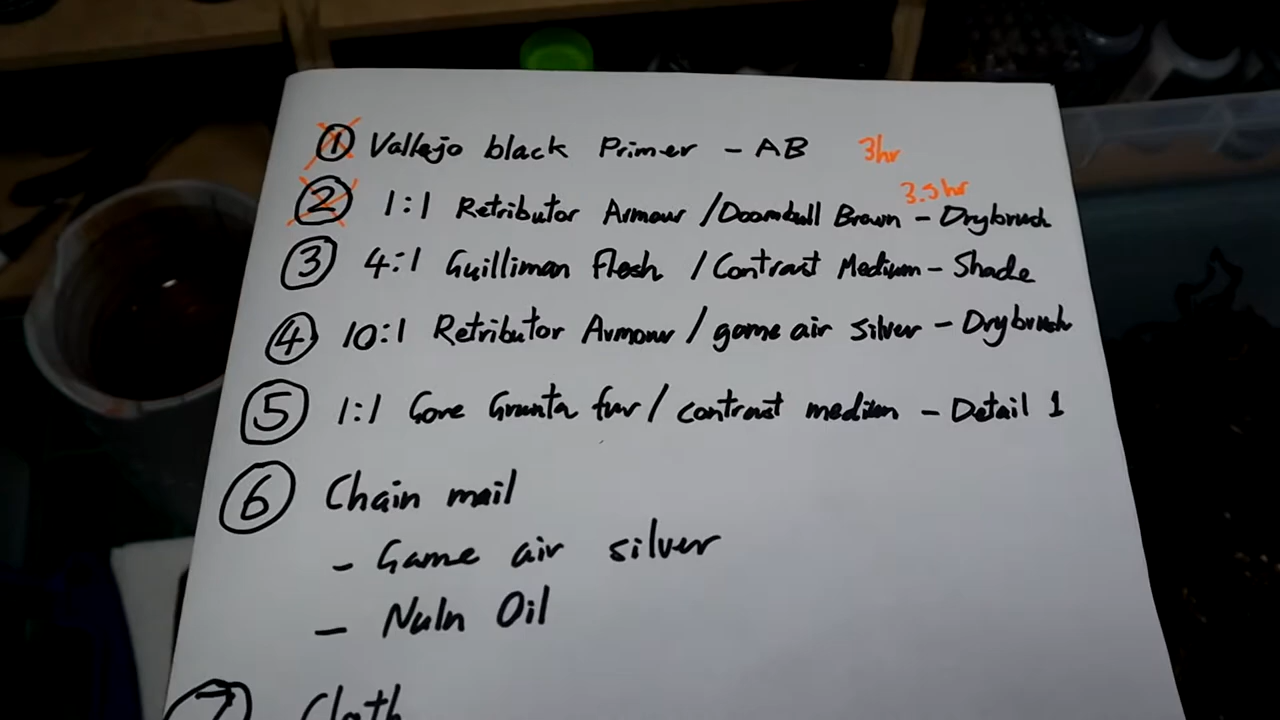 ① Vallejo black Primer - AB 3hr
3.5hr
② 1:1 Retributor Armour / Doombull Brown - Drybrush
③ 4:1 Guilliman Flesh / Contrast Medium - Shade
④ 10:1 Retributor Armour / game air silver - Drybrush
⑤ 1:1 Gore Grunta fur / contrast medium - Detail 1
⑥ Chain mail
- Game air silver
- Nuln Oil
⑦ Cloth